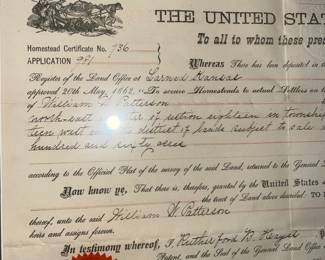 THE UNITED STA
Homestead Certificate No. 736
APPLICATION 981
To all to whom these pres
Whereas There has been deposited in th
Register of the Land Office at Larned Kansas
approved 20th May, 1862, "To secure Homesteads to actual Settlers on the
of William W. Patterson
north-east quarter of section eighteen in township
teen west in the district of lands subject to sale
hundred and sixty acres
according to the Official Plat of the survey of the said Land, returned to the General L
Now know ye, That there is, therefore, granted by the United States
the tract of Land above described: TO
thereof, unto the said William W. Patterson
heirs and assigns forever.
In testimony whereof, I, Rutherford B. Hayes
Patent, and the Seal of the General Land Office